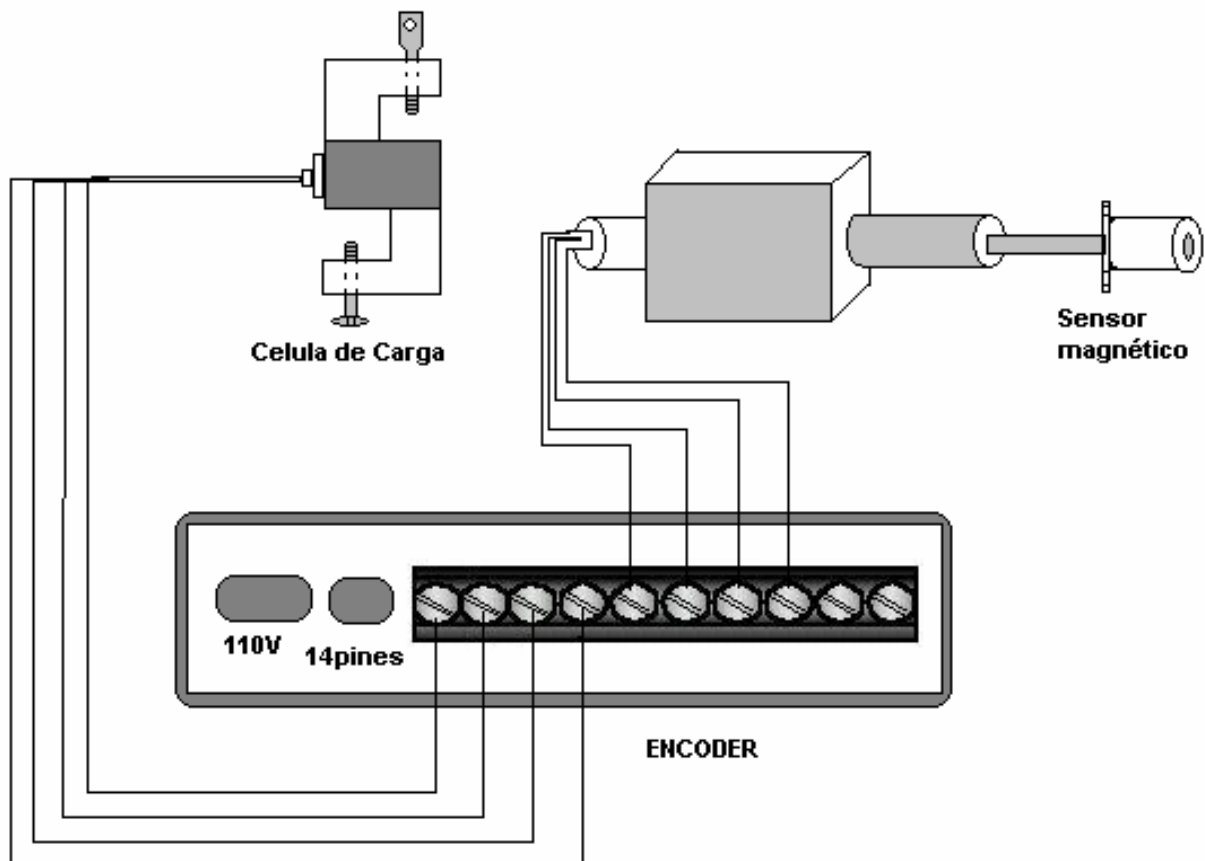 Celula de Carga
Sensor
magnético
110V
14pines
ENCODER